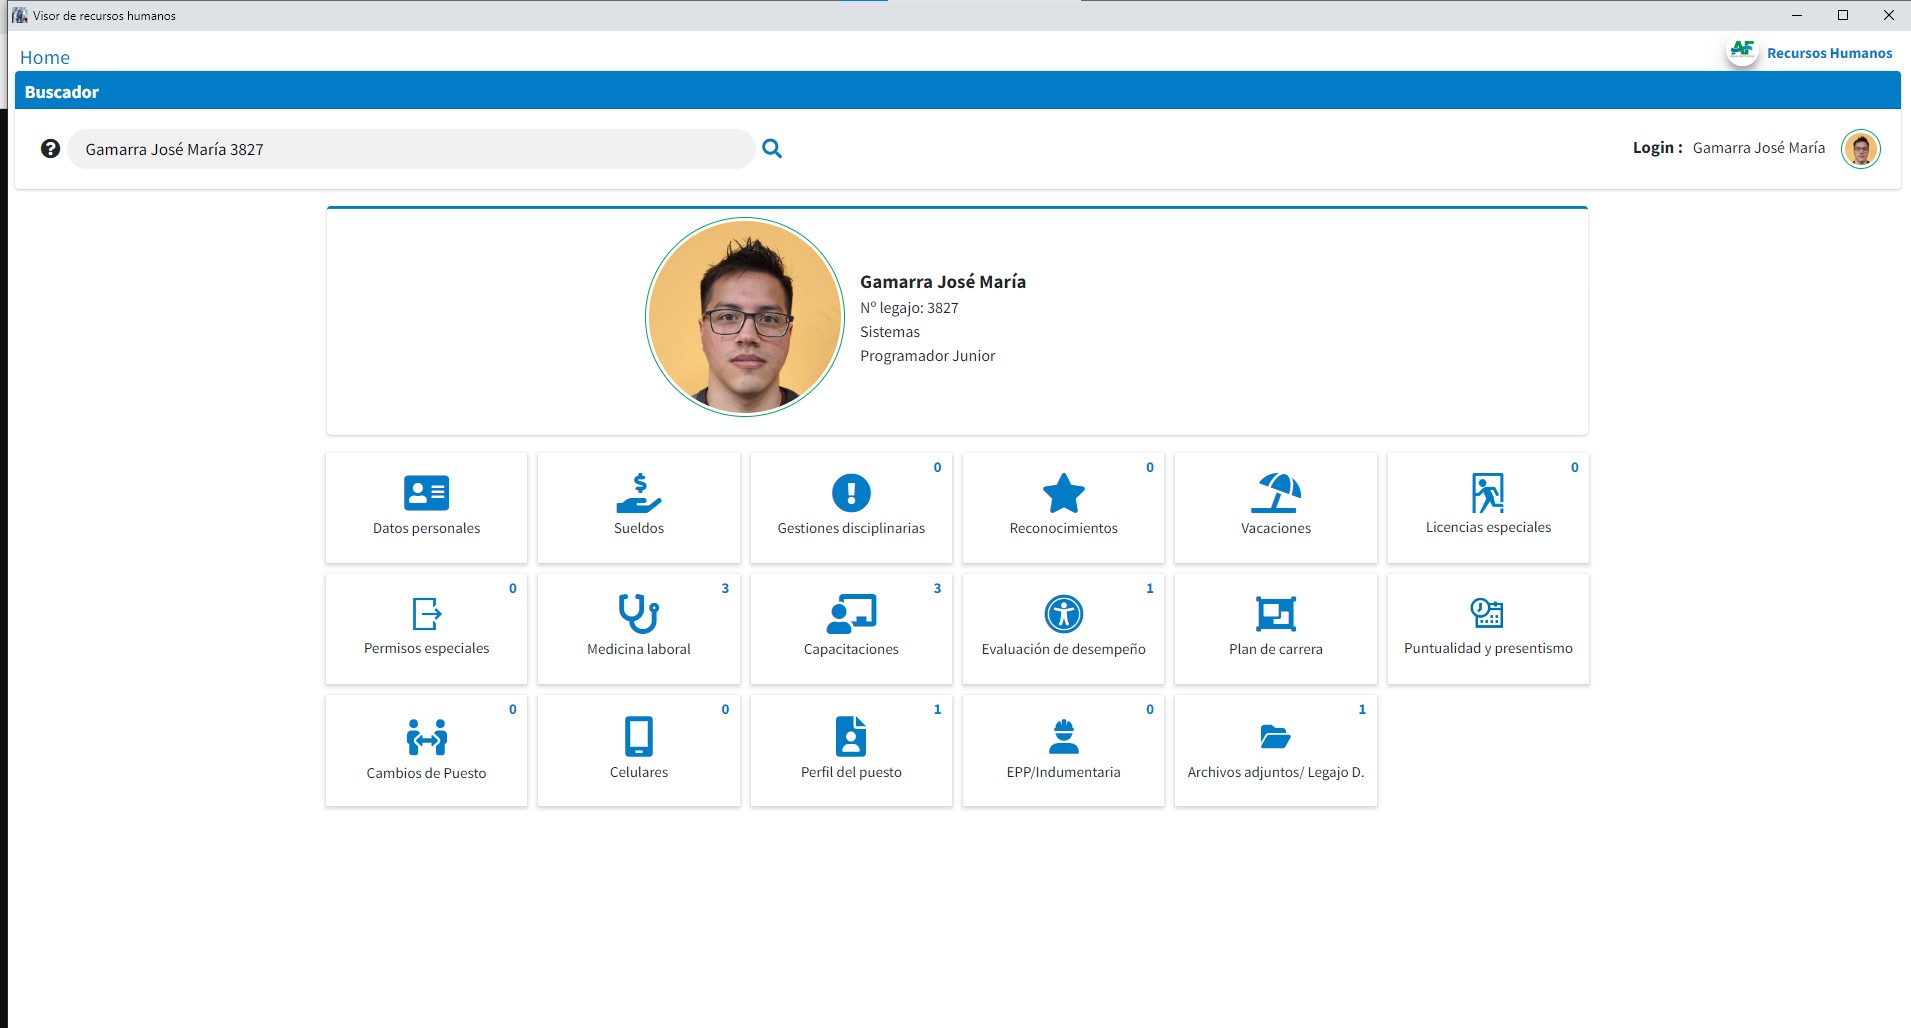 Visor de recursos humanos
Home
AF Recursos Humanos
Buscador
Gamarra José María 3827
Login : Gamarra José María
Gamarra José María
Nº legajo: 3827
Sistemas
Programador Junior
Datos personales
Sueldos
0
Gestiones disciplinarias
0
Reconocimientos
Vacaciones
0
Licencias especiales
0
Permisos especiales
3
Medicina laboral
3
Capacitaciones
1
Evaluación de desempeño
Plan de carrera
Puntualidad y presentismo
0
Cambios de Puesto
0
Celulares
1
Perfil del puesto
0
EPP/Indumentaria
1
Archivos adjuntos/ Legajo D.